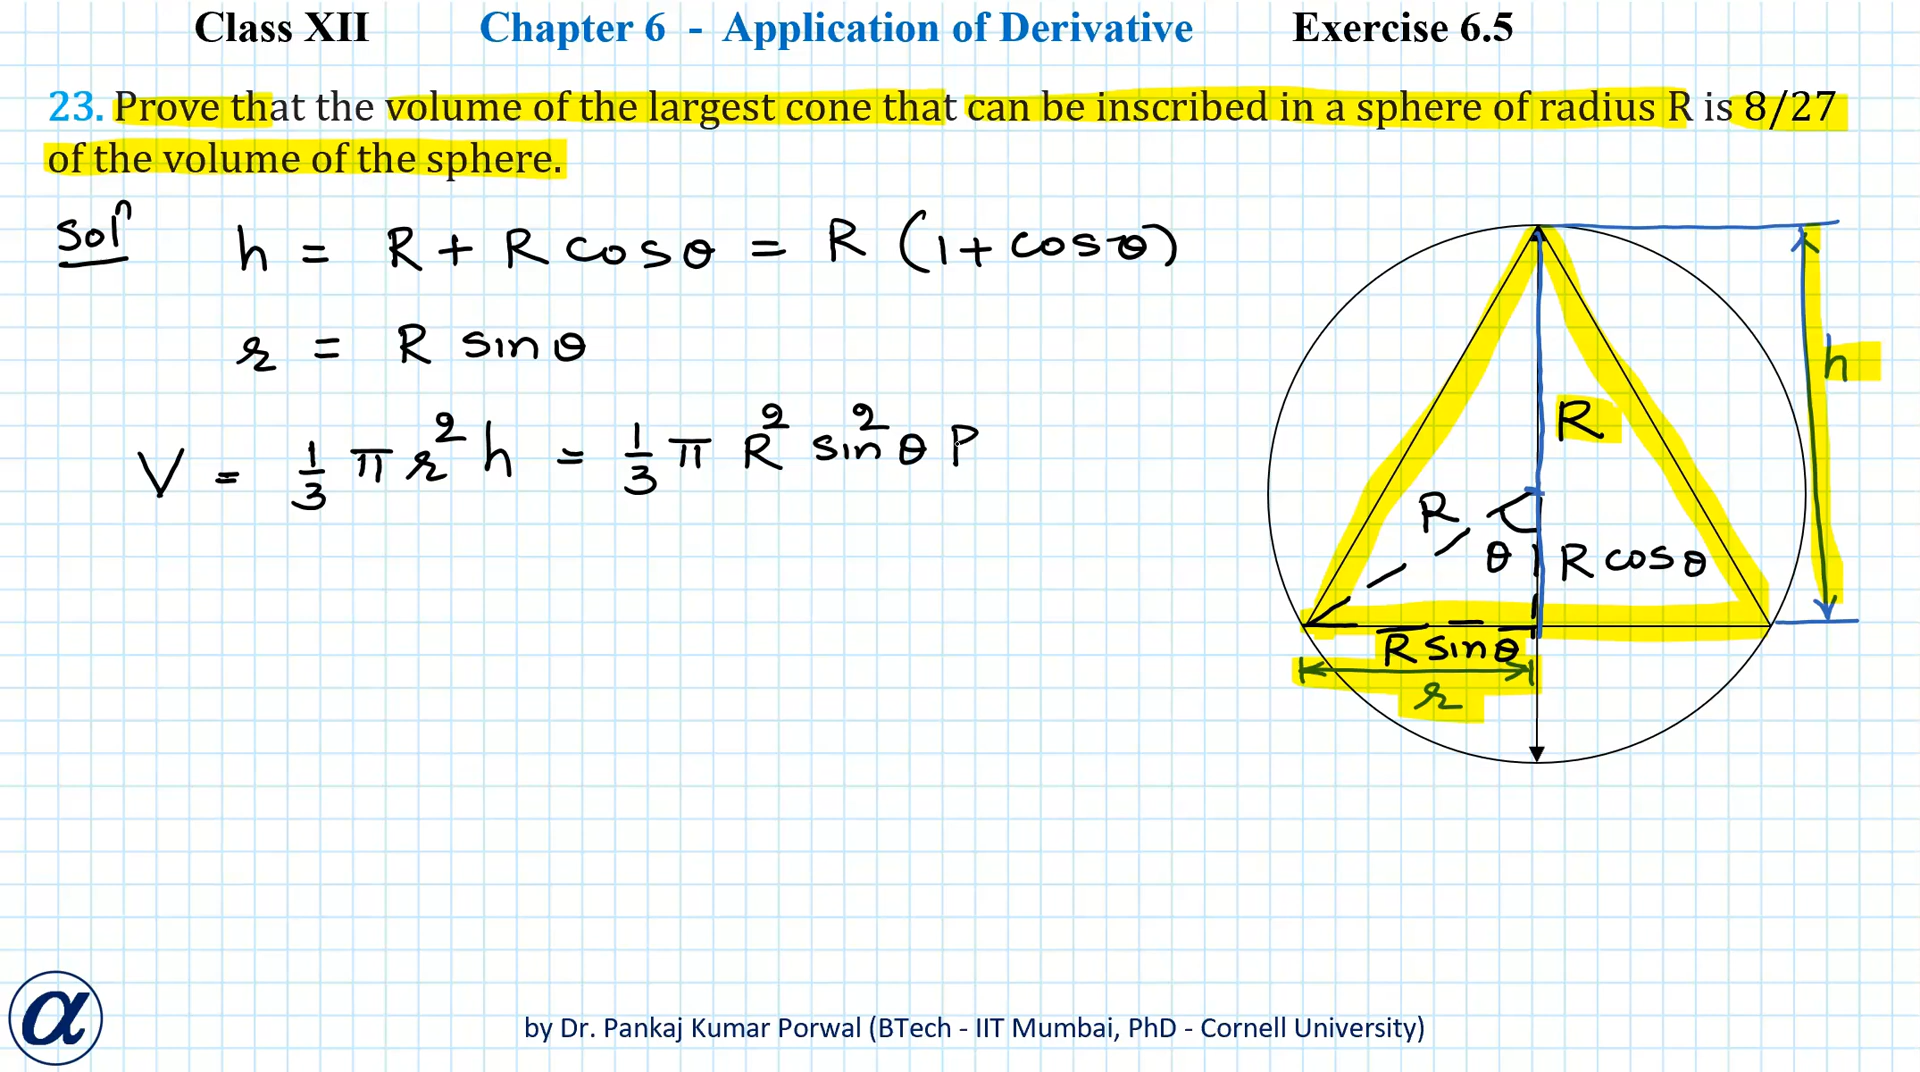 Class XII Chapter 6 - Application of Derivative Exercise 6.5
23. Prove that the volume of the largest cone that can be inscribed in a sphere of radius R is 8/27
of the volume of the sphere.
Solⁿ h = R + R cosθ = R (1 + cosθ)
r = R sinθ
V = 1/3 π r² h = 1/3 π R² sin²θ P
h
R
R θ R cosθ
R sinθ
r
α
by Dr. Pankaj Kumar Porwal (BTech - IIT Mumbai, PhD - Cornell University)